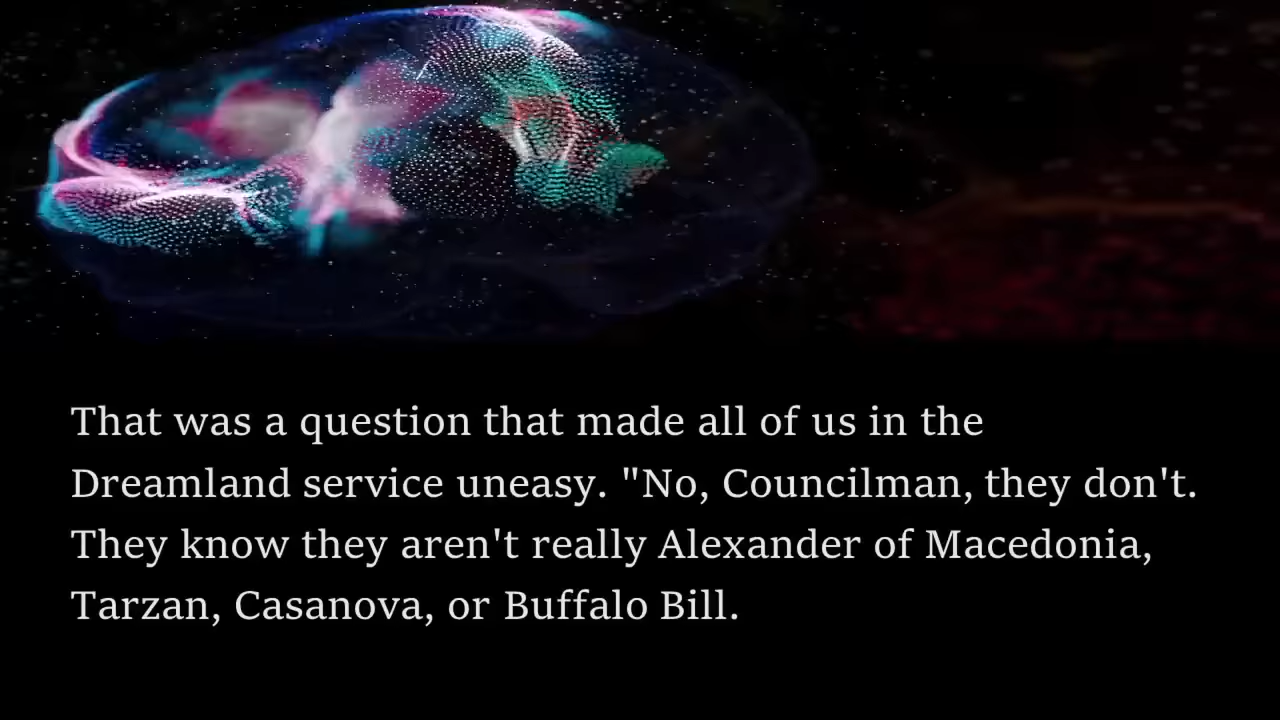 That was a question that made all of us in the
Dreamland service uneasy. "No, Councilman, they don't.
They know they aren't really Alexander of Macedonia,
Tarzan, Casanova, or Buffalo Bill.